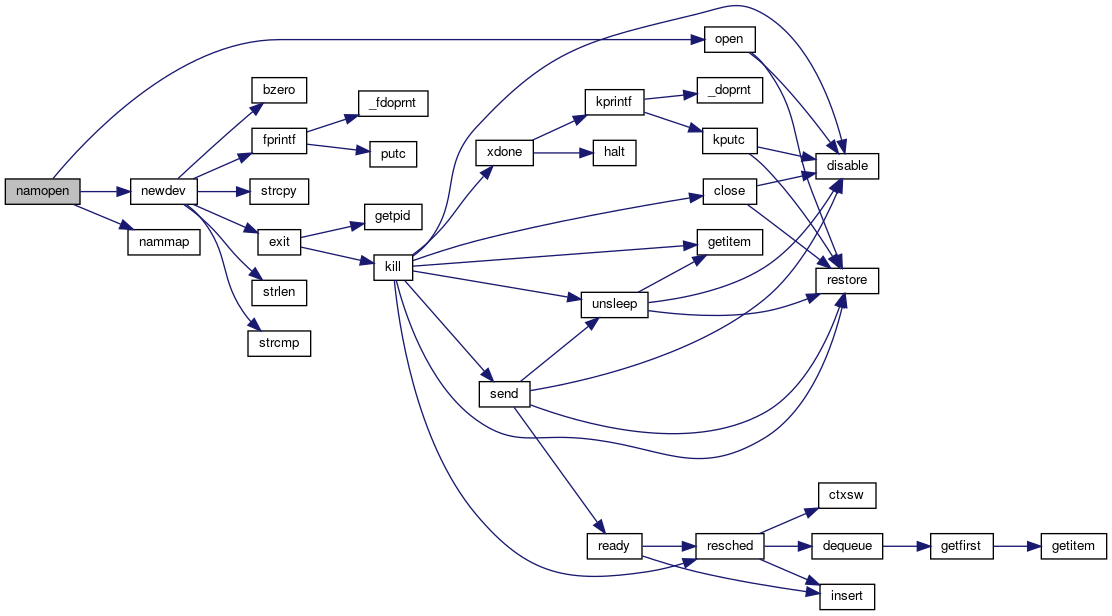 open
bzero
_fdoprnt
kprintf
_doprnt
fprintf
putc
xdone
halt
kputc
disable
namopen
newdev
strcpy
close
getpid
nammap
exit
getitem
kill
restore
strlen
unsleep
strcmp
send
ctxsw
ready
resched
dequeue
getfirst
getitem
insert